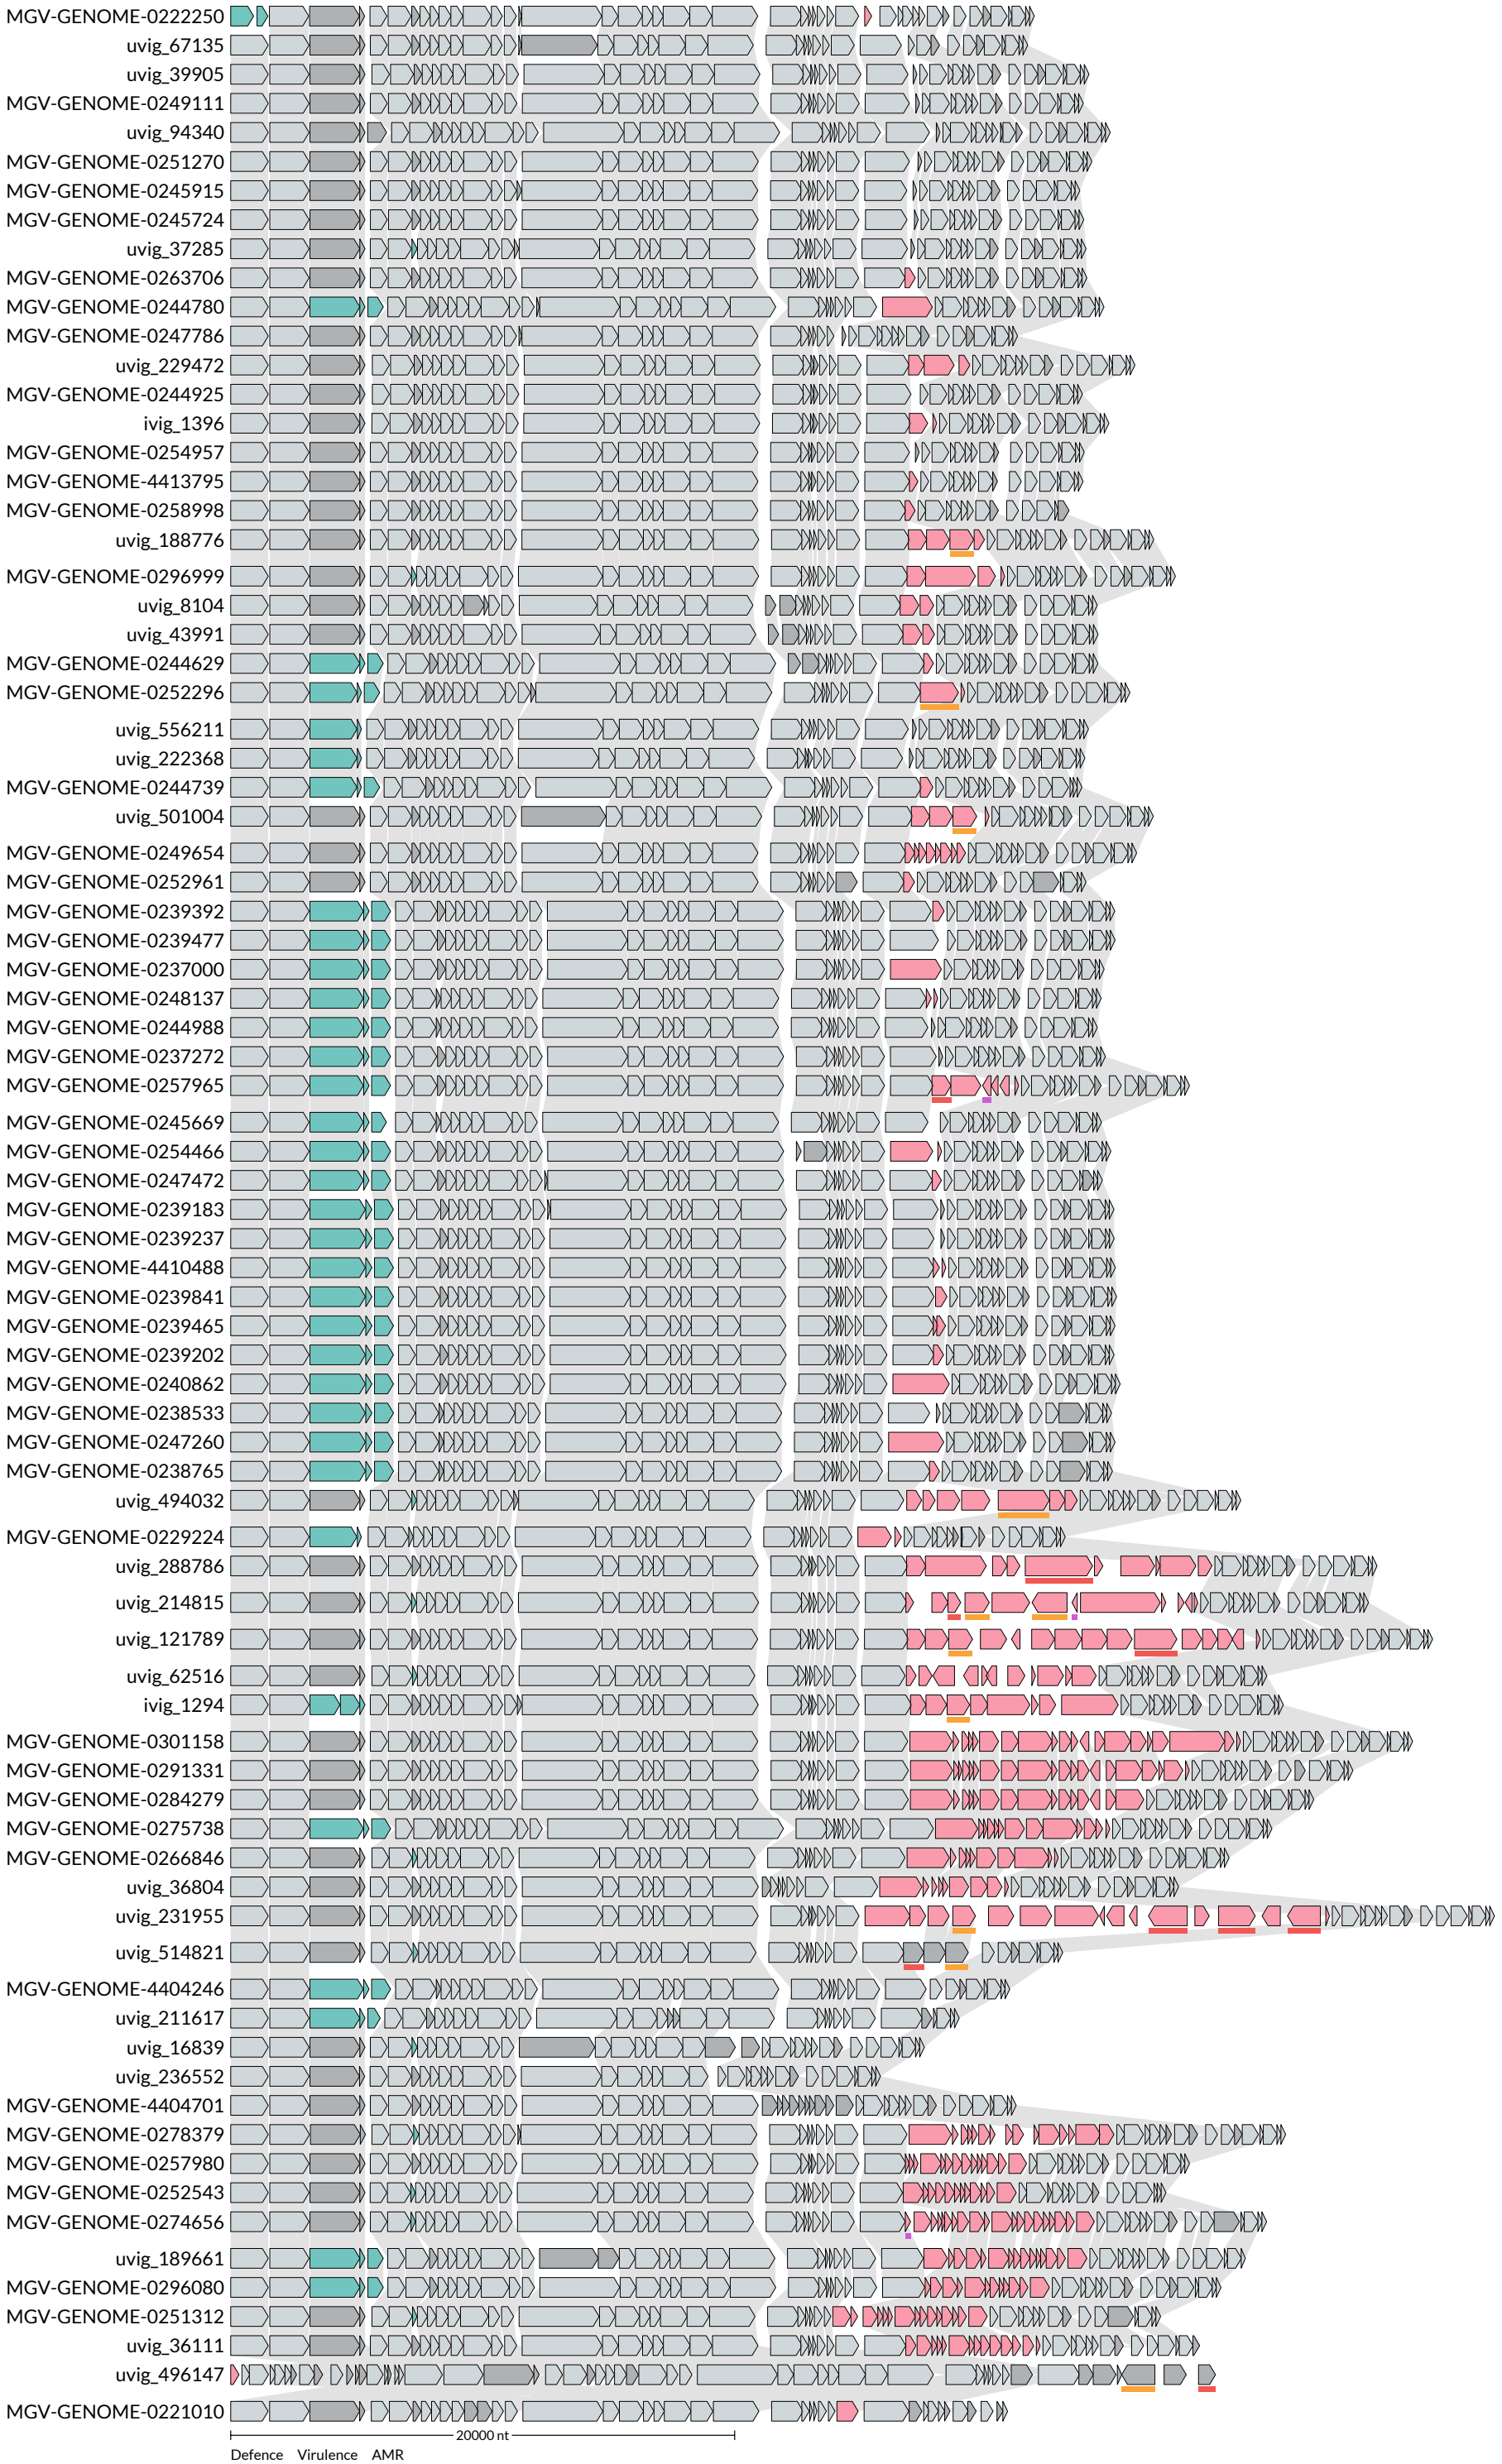 MGV-GENOME-0222250
uvig_67135
uvig_39905
MGV-GENOME-0249111
uvig_94340
MGV-GENOME-0251270
MGV-GENOME-0245915
MGV-GENOME-0245724
uvig_37285
MGV-GENOME-0263706
MGV-GENOME-0244780
MGV-GENOME-0247786
uvig_229472
MGV-GENOME-0244925
ivig_1396
MGV-GENOME-0254957
MGV-GENOME-4413795
MGV-GENOME-0258998
uvig_188776
MGV-GENOME-0296999
uvig_8104
uvig_43991
MGV-GENOME-0244629
MGV-GENOME-0252296
uvig_556211
uvig_222368
MGV-GENOME-0244739
uvig_501004
MGV-GENOME-0249654
MGV-GENOME-0252961
MGV-GENOME-0239392
MGV-GENOME-0239477
MGV-GENOME-0237000
MGV-GENOME-0248137
MGV-GENOME-0244988
MGV-GENOME-0237272
MGV-GENOME-0257965
MGV-GENOME-0245669
MGV-GENOME-0254466
MGV-GENOME-0247472
MGV-GENOME-0239183
MGV-GENOME-0239237
MGV-GENOME-4410488
MGV-GENOME-0239841
MGV-GENOME-0239465
MGV-GENOME-0239202
MGV-GENOME-0240862
MGV-GENOME-0238533
MGV-GENOME-0247260
MGV-GENOME-0238765
uvig_494032
MGV-GENOME-0229224
uvig_288786
uvig_214815
uvig_121789
uvig_62516
ivig_1294
MGV-GENOME-0301158
MGV-GENOME-0291331
MGV-GENOME-0284279
MGV-GENOME-0275738
MGV-GENOME-0266846
uvig_36804
uvig_231955
uvig_514821
MGV-GENOME-4404246
uvig_211617
uvig_16839
uvig_236552
MGV-GENOME-4404701
MGV-GENOME-0278379
MGV-GENOME-0257980
MGV-GENOME-0252543
MGV-GENOME-0274656
uvig_189661
MGV-GENOME-0296080
MGV-GENOME-0251312
uvig_36111
uvig_496147
MGV-GENOME-0221010
20000 nt
Defence Virulence AMR